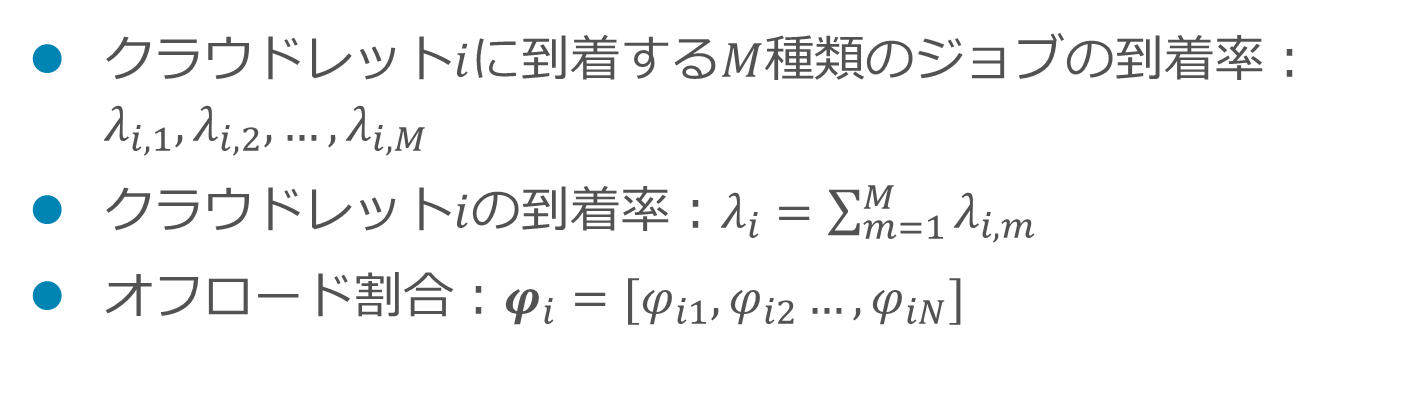 ● クラウドレット𝑖に到着する𝑀種類のジョブの到着率：
λ_{i,1}, λ_{i,2}, … , λ_{i,M}
● クラウドレット𝑖の到着率：λ_i = ∑_{m=1}^{M} λ_{i,m}
● オフロード割合：𝝋_i = [φ_{i1}, φ_{i2} … , φ_{iN}]